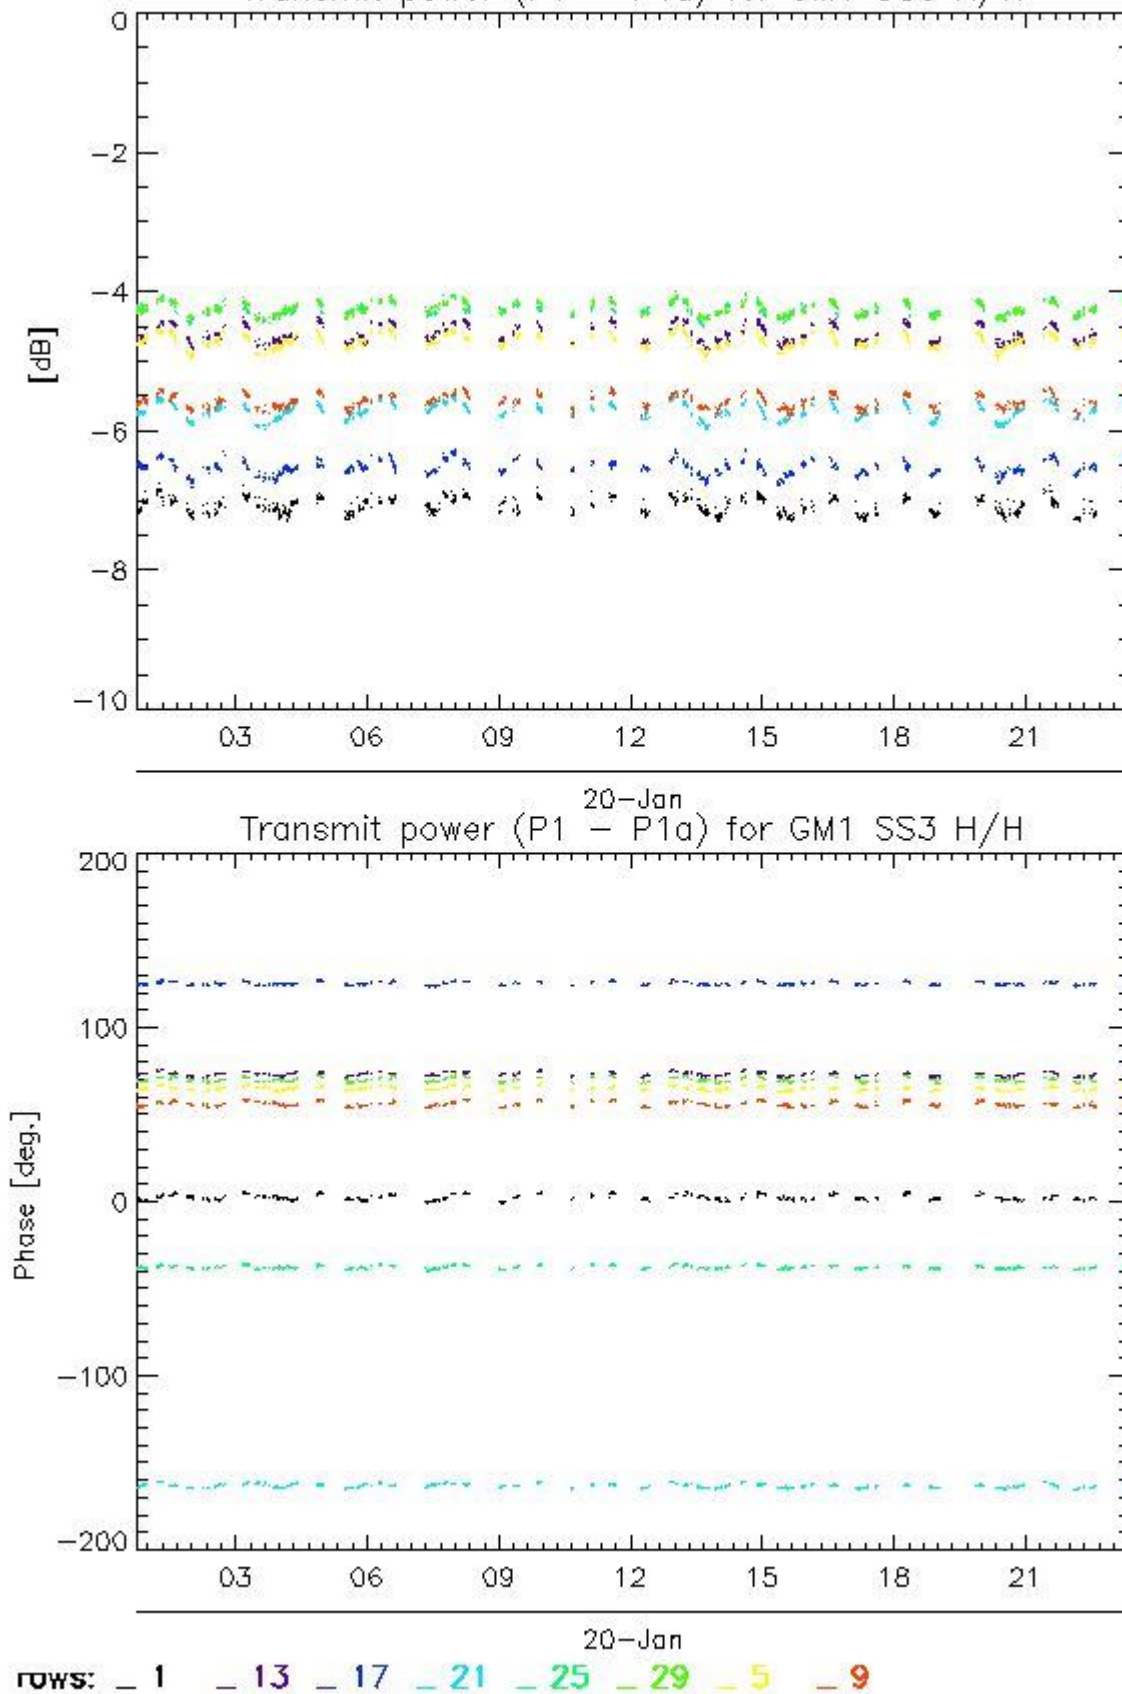 0
−2
−4
−6
−8
−10
[dB]
03 06 09 12 15 18 21
20−Jan
Transmit power (P1 − P1a) for GM1 SS3 H/H
200
100
0
−100
−200
Phase [deg.]
03 06 09 12 15 18 21
20−Jan
rows: _ 1 _ 13 _ 17 _ 21 _ 25 _ 29 _ 5 _ 9